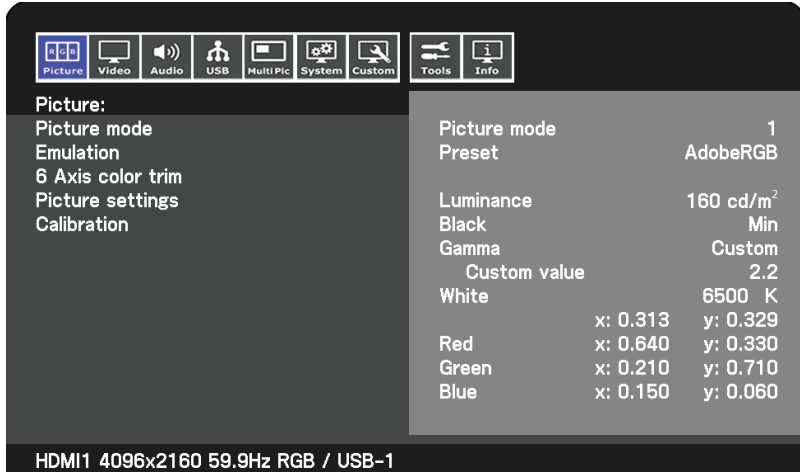 R G B
Picture Video Audio USB MultiPic System Custom Tools Info
Picture:
Picture mode
Emulation
6 Axis color trim
Picture settings
Calibration
Picture mode 1
Preset AdobeRGB
Luminance 160 cd/m²
Black Min
Gamma Custom
Custom value 2.2
White 6500 K
x: 0.313 y: 0.329
Red x: 0.640 y: 0.330
Green x: 0.210 y: 0.710
Blue x: 0.150 y: 0.060
HDMI1 4096x2160 59.9Hz RGB / USB-1